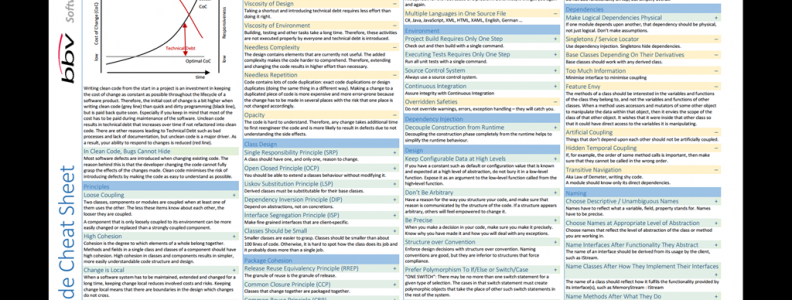 bbv Software
Cost of Change (CoC)
Responsiveness
CoC
Technical Debt
Optimal CoC
time
Writing clean code from the start in a project is an investment in keeping
the cost of change as constant as possible throughout the lifecycle of a
software product. Therefore, the initial cost of change is a bit higher when
writing clean code (grey line) than quick and dirty programming (black line),
but is paid back quite soon. Especially if you keep in mind that most of the
cost has to be paid during maintenance of the software. Unclean code
results in technical debt that increases over time if not refactored into clean
code. There are other reasons leading to Technical Debt such as bad
processes and lack of documentation, but unclean code is a major driver. As
a result, your ability to respond to changes is reduced (red line).
In Clean Code, Bugs Cannot Hide
Most software defects are introduced when changing existing code. The
reason behind this is that the developer changing the code cannot fully
grasp the effects of the changes made. Clean code minimises the risk of
introducing defects by making the code as easy to understand as possible.
Principles
Loose Coupling +
Two classes, components or modules are coupled when at least one of
them uses the other. The less these items know about each other, the
looser they are coupled.
A component that is only loosely coupled to its environment can be more
easily changed or replaced than a strongly coupled component.
High Cohesion +
Cohesion is the degree to which elements of a whole belong together.
Methods and fields in a single class and classes of a component should
have high cohesion. High cohesion in classes and components results in
simpler, more easily understandable code structure and design.
Change is Local +
When a software system has to be maintained, extended and changed for a
long time, keeping change local reduces involved costs and risks. Keeping
change local means that there are boundaries in the design which changes
do not cross.
de Cheat Sheet
Viscosity of Design –
Taking a shortcut and introducing technical debt requires less effort than
doing it right.
Viscosity of Environment –
Building, testing and other tasks take a long time. Therefore, these activities
are not executed properly by everyone and technical debt is introduced.
Needless Complexity –
The design contains elements that are currently not useful. The added
complexity makes the code harder to comprehend. Therefore, extending
and changing the code results in higher effort than necessary.
Needless Repetition –
Code contains lots of code duplication: exact code duplications or design
duplicates (doing the same thing in a different way). Making a change to a
duplicated piece of code is more expensive and more error-prone because
the change has to be made in several places with the risk that one place is
not changed accordingly.
Opacity –
The code is hard to understand. Therefore, any change takes additional time
to first reengineer the code and is more likely to result in defects due to not
understanding the side effects.
Class Design
Single Responsibility Principle (SRP) +
A class should have one, and only one, reason to change.
Open Closed Principle (OCP) +
You should be able to extend a classes behaviour without modifying it.
Liskov Substitution Principle (LSP) +
Derived classes must be substitutable for their base classes.
Dependency Inversion Principle (DIP) +
Depend on abstractions, not on concretions.
Interface Segregation Principle (ISP) +
Make fine grained interfaces that are client-specific.
Classes Should be Small +
Smaller classes are easier to grasp. Classes should be smaller than about
100 lines of code. Otherwise, it is hard to spot how the class does its job and
it probably does more than a single job.
Package Cohesion
Release Reuse Equivalency Principle (RREP) +
The granule of reuse is the granule of release.
Common Closure Principle (CCP) +
Classes that change together are packaged together.
and again.
Multiple Languages in One Source File –
C#, Java, JavaScript, XML, HTML, XAML, English, German …
Environment
Project Build Requires Only One Step +
Check out and then build with a single command.
Executing Tests Requires Only One Step +
Run all unit tests with a single command.
Source Control System +
Always use a source control system.
Continuous Integration +
Assure integrity with Continuous Integration
Overridden Safeties –
Do not override warnings, errors, exception handling – they will catch you.
Dependency Injection
Decouple Construction from Runtime +
Decoupling the construction phase completely from the runtime helps to
simplify the runtime behaviour.
Design
Keep Configurable Data at High Levels +
If you have a constant such as default or configuration value that is known
and expected at a high level of abstraction, do not bury it in a low-level
function. Expose it as an argument to the low-level function called from the
high-level function.
Don't Be Arbitrary +
Have a reason for the way you structure your code, and make sure that
reason is communicated by the structure of the code. If a structure appears
arbitrary, others will feel empowered to change it.
Be Precise +
When you make a decision in your code, make sure you make it precisely.
Know why you have made it and how you will deal with any exceptions.
Structure over Convention +
Enforce design decisions with structure over convention. Naming
conventions are good, but they are inferior to structures that force
compliance.
Prefer Polymorphism To If/Else or Switch/Case +
"ONE SWITCH": There may be no more than one switch statement for a
given type of selection. The cases in that switch statement must create
polymorphic objects that take the place of other such switch statements in
the rest of the system.
Dependencies
Make Logical Dependencies Physical +
If one module depends upon another, that dependency should be physical,
not just logical. Don't make assumptions.
Singletons / Service Locator –
Use dependency injection. Singletons hide dependencies.
Base Classes Depending On Their Derivatives –
Base classes should work with any derived class.
Too Much Information –
Minimise interface to minimise coupling
Feature Envy –
The methods of a class should be interested in the variables and functions
of the class they belong to, and not the variables and functions of other
classes. When a method uses accessors and mutators of some other object
to manipulate the data within that object, then it envies the scope of the
class of that other object. It wishes that it were inside that other class so
that it could have direct access to the variables it is manipulating.
Artificial Coupling –
Things that don't depend upon each other should not be artificially coupled.
Hidden Temporal Coupling –
If, for example, the order of some method calls is important, then make
sure that they cannot be called in the wrong order.
Transitive Navigation –
Aka Law of Demeter, writing shy code.
A module should know only its direct dependencies.
Naming
Choose Descriptive / Unambiguous Names +
Names have to reflect what a variable, field, property stands for. Names
have to be precise.
Choose Names at Appropriate Level of Abstraction +
Choose names that reflect the level of abstraction of the class or method
you are working in.
Name Interfaces After Functionality They Abstract +
The name of an interface should be derived from its usage by the client,
such as IStream.
Name Classes After How They Implement Their Interfaces +
The name of a class should reflect how it fulfils the functionality provided by
its interface(s), such as MemoryStream : IStream
Name Methods After What They Do +